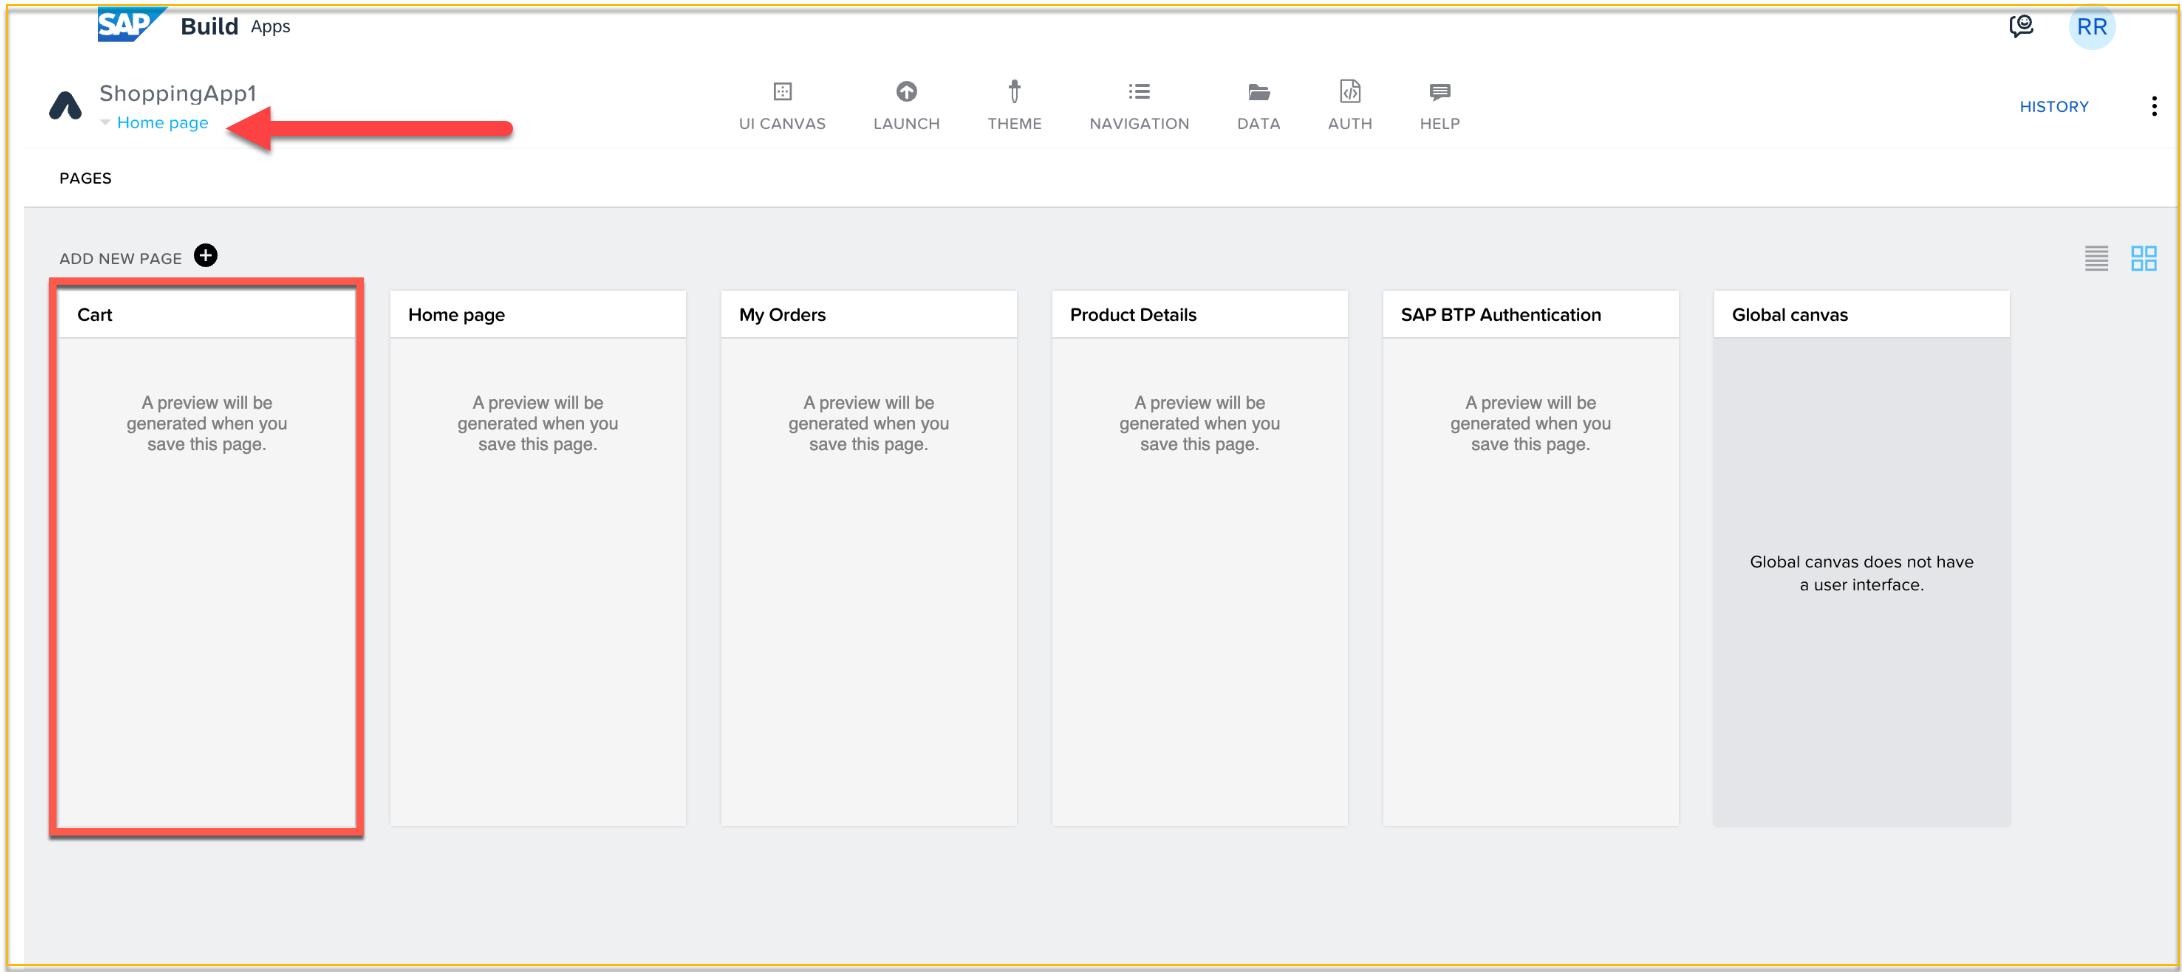 SAP Build Apps
RR
ShoppingApp1
Home page
UI CANVAS
LAUNCH
THEME
NAVIGATION
DATA
AUTH
HELP
HISTORY
PAGES
ADD NEW PAGE
Cart
A preview will be
generated when you
save this page.
Home page
A preview will be
generated when you
save this page.
My Orders
A preview will be
generated when you
save this page.
Product Details
A preview will be
generated when you
save this page.
SAP BTP Authentication
A preview will be
generated when you
save this page.
Global canvas
Global canvas does not have
a user interface.